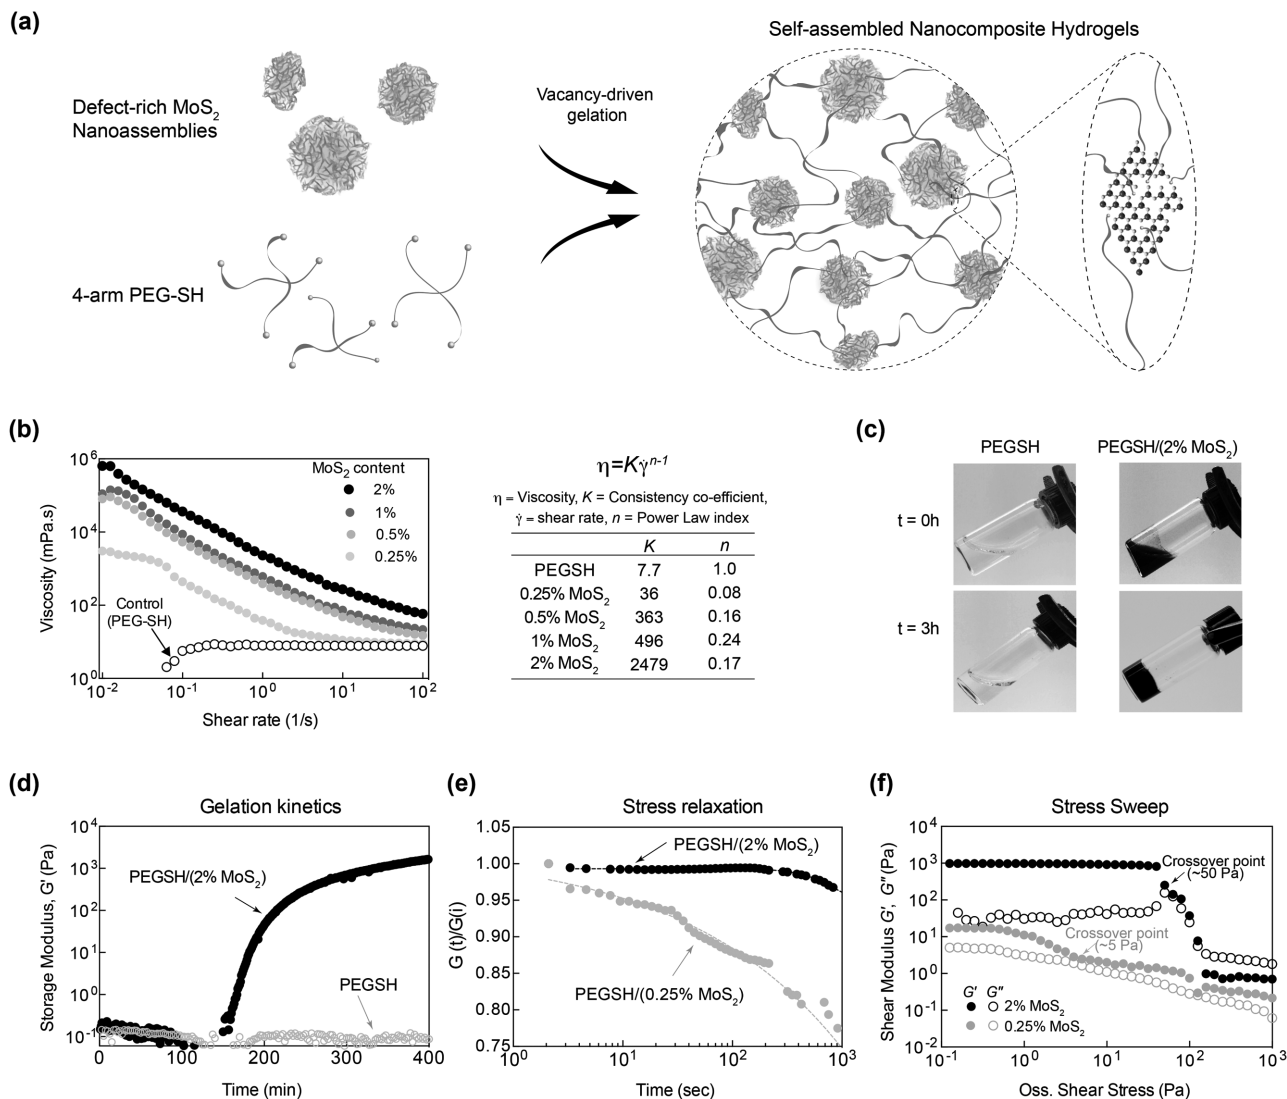 (a)
Self-assembled Nanocomposite Hydrogels
Defect-rich MoS2
Nanoassemblies
Vacancy-driven
gelation
4-arm PEG-SH
(b)
Viscosity (mPa.s)
10^6
10^4
10^2
10^0
MoS2 content
2%
1%
0.5%
0.25%
Control
(PEG-SH)
10^-2
10^-1
10^0
10^1
10^2
Shear rate (1/s)
η=Kγ̇^n-1
η = Viscosity, K = Consistency co-efficient,
γ̇ = shear rate, n = Power Law index
K n
PEGSH 7.7 1.0
0.25% MoS2 36 0.08
0.5% MoS2 363 0.16
1% MoS2 496 0.24
2% MoS2 2479 0.17
(c)
PEGSH PEGSH/(2% MoS2)
t = 0h
t = 3h
(d)
Gelation kinetics
Storage Modulus, G' (Pa)
10^4
10^3
10^2
10^1
10^0
10^-1
PEGSH/(2% MoS2)
PEGSH
0 100 200 300 400
Time (min)
(e)
Stress relaxation
G (t)/G(i)
1.05
1.00
0.95
0.90
0.85
0.80
0.75
PEGSH/(2% MoS2)
PEGSH/(0.25% MoS2)
10^0 10^1 10^2 10^3
Time (sec)
(f)
Stress Sweep
Shear Modulus G', G" (Pa)
10^4
10^3
10^2
10^1
10^0
10^-1
10^-2
Crossover point
(~50 Pa)
Crossover point
(~5 Pa)
G' G"
2% MoS2
0.25% MoS2
10^-1 10^0 10^1 10^2 10^3
Oss. Shear Stress (Pa)